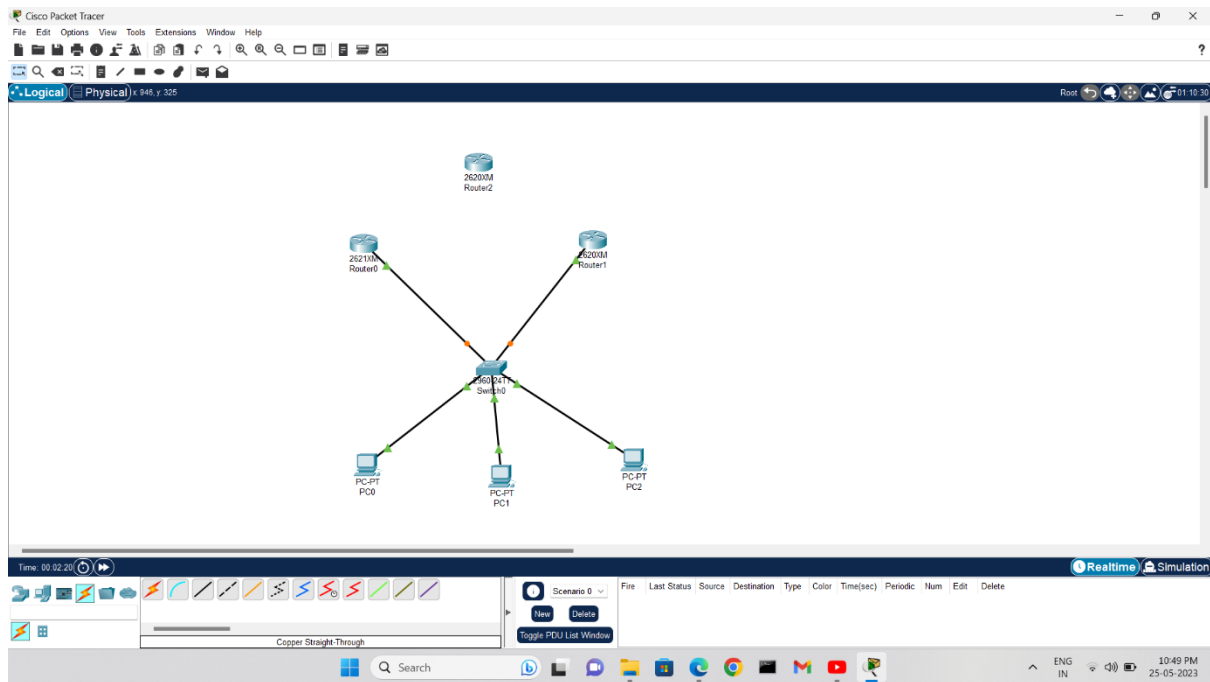 Cisco Packet Tracer
File Edit Options View Tools Extensions Window Help
?
Logical Physical x: 946, y: 325 Root 01:10:30
2620XM
Router2
2621XM
Router0
2620XM
Router1
2960-24TT
Switch0
PC-PT
PC0
PC-PT
PC1
PC-PT
PC2
Time: 00:02:20 Realtime Simulation
Scenario 0 Fire Last Status Source Destination Type Color Time(sec) Periodic Num Edit Delete
New Delete
Toggle PDU List Window
Copper Straight-Through
Search
ENG
IN
10:49 PM
25-05-2023